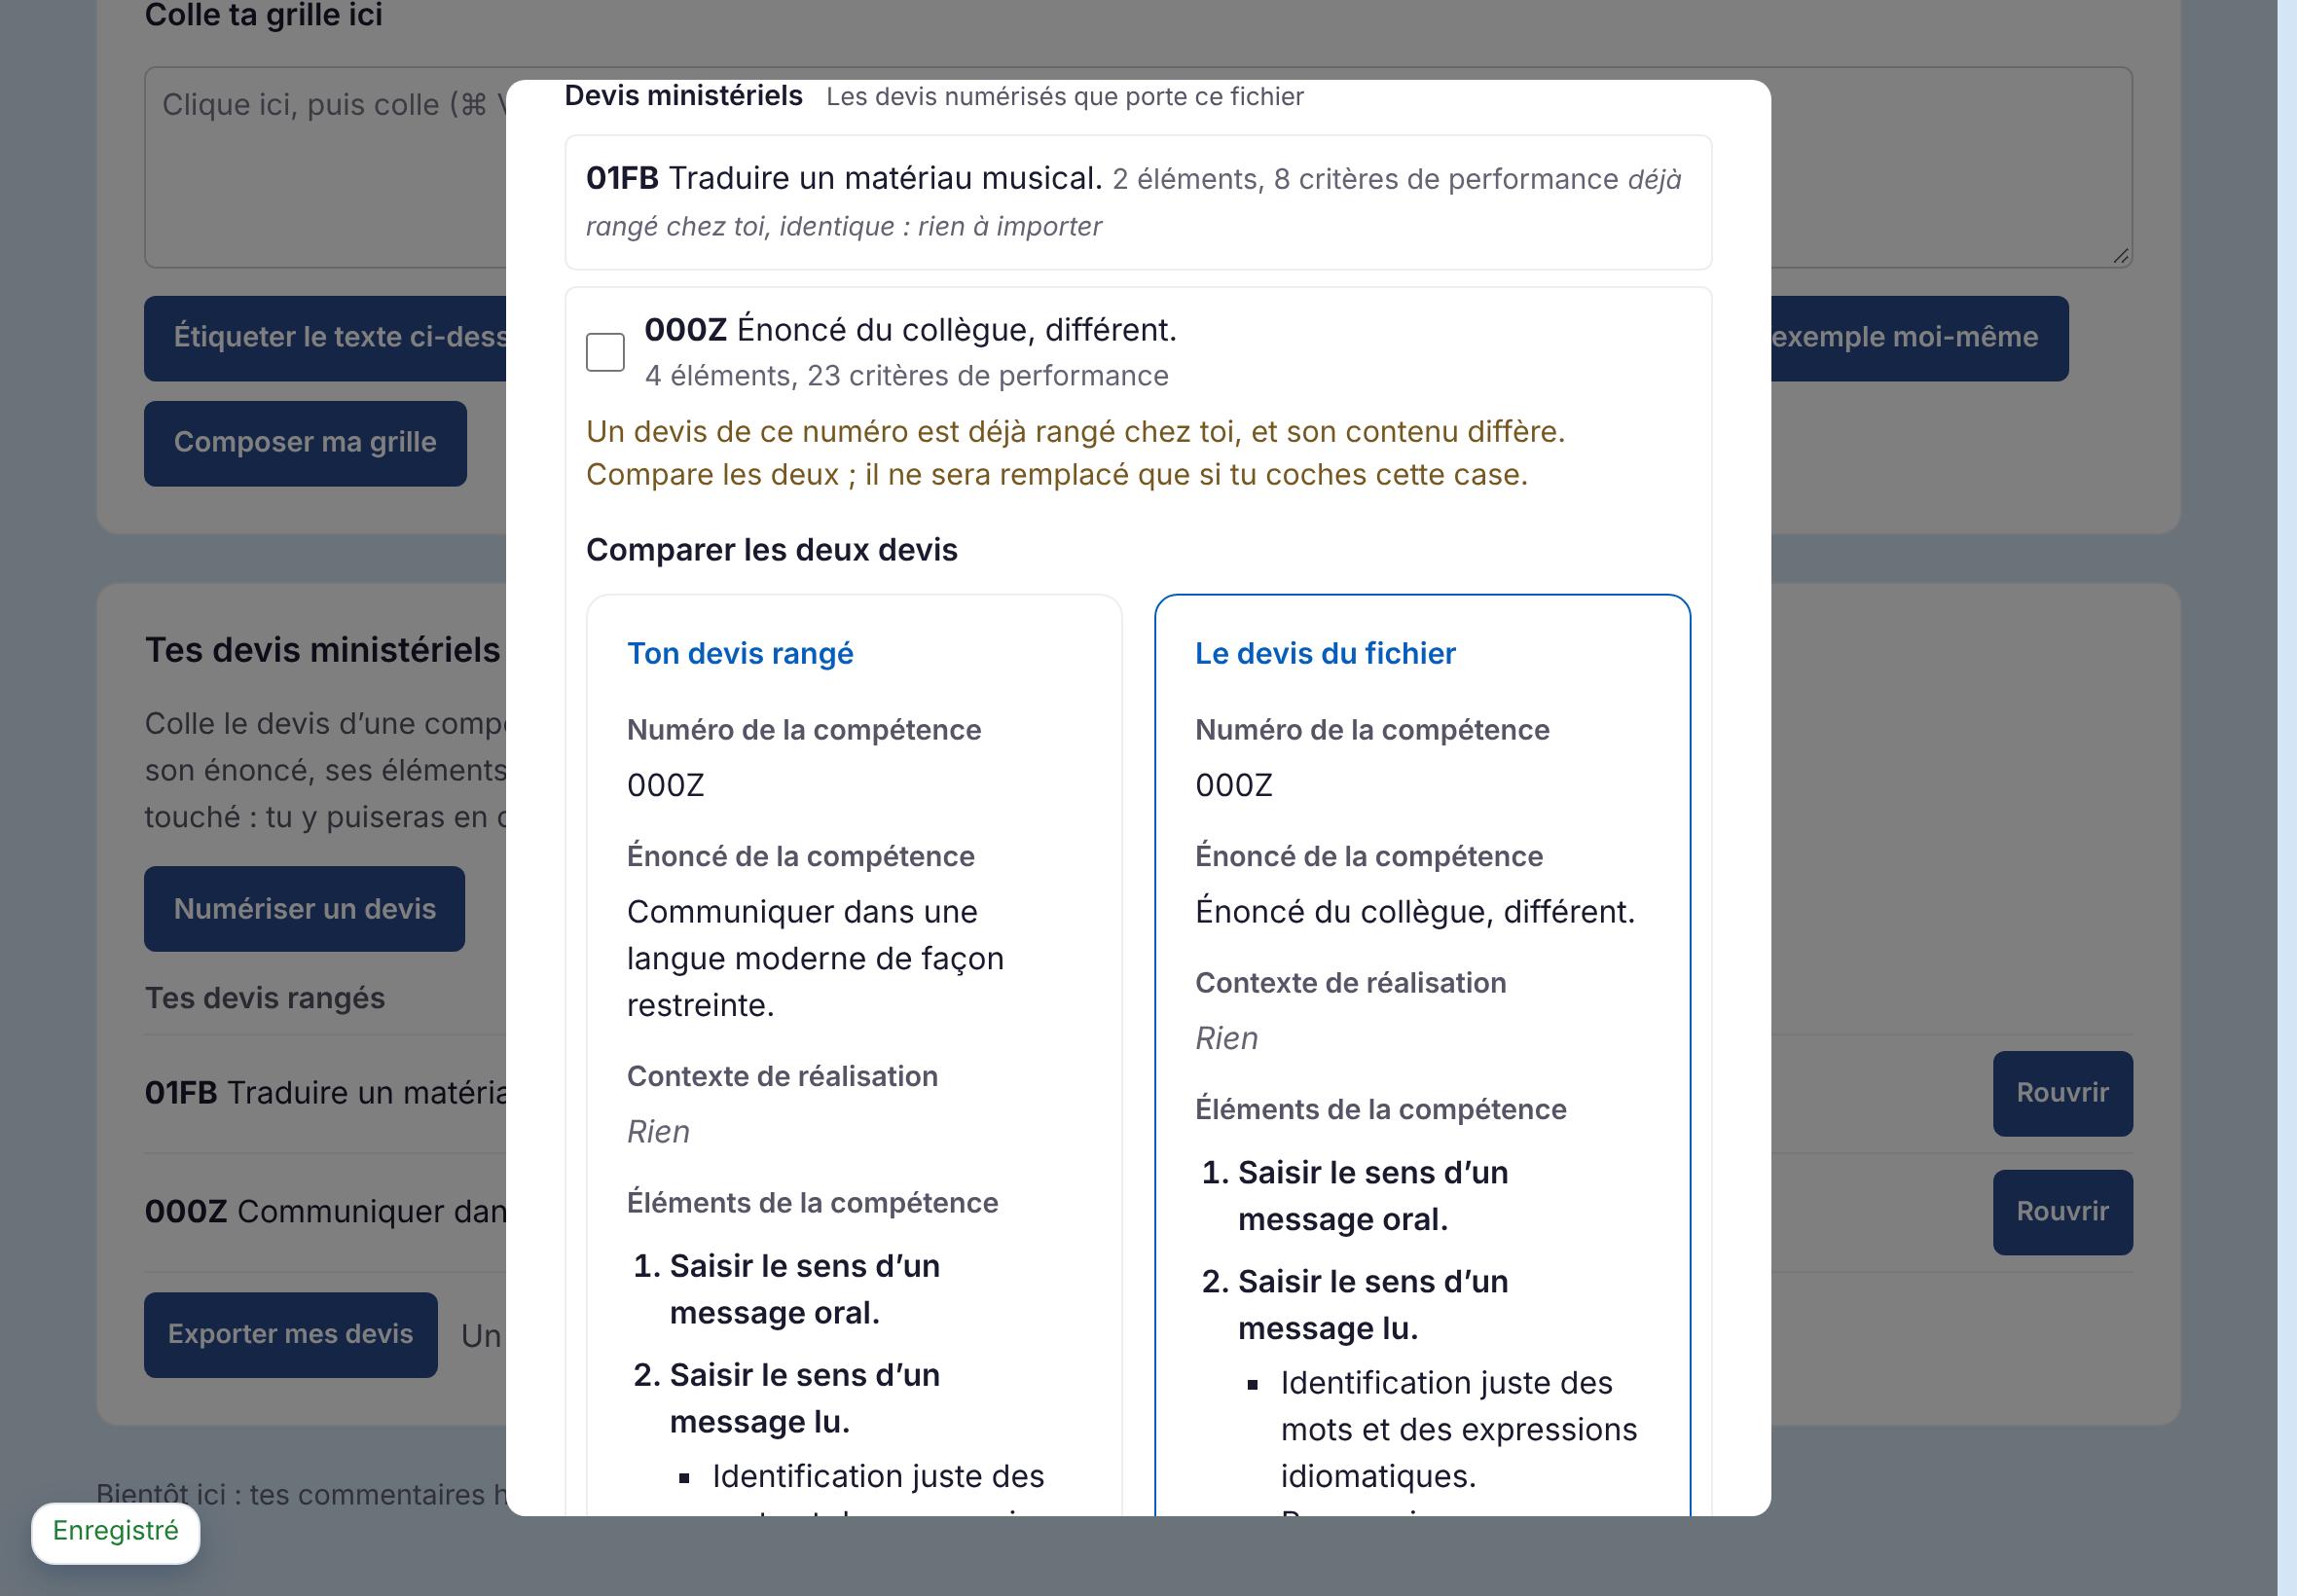 Colle ta grille ici
Clique ici, puis colle (⌘ V
Étiqueter le texte ci-dess
exemple moi-même
Composer ma grille
Tes devis ministériels
Colle le devis d’une comp
son énoncé, ses éléments
touché : tu y puiseras en
Numériser un devis
Tes devis rangés
01FB Traduire un matéria
Rouvrir
000Z Communiquer dan
Rouvrir
Exporter mes devis Un
Bientôt ici : tes commentaires
Enregistré
Devis ministériels Les devis numérisés que porte ce fichier
01FB Traduire un matériau musical. 2 éléments, 8 critères de performance déjà
rangé chez toi, identique : rien à importer
000Z Énoncé du collègue, différent.
4 éléments, 23 critères de performance
Un devis de ce numéro est déjà rangé chez toi, et son contenu diffère.
Compare les deux ; il ne sera remplacé que si tu coches cette case.
Comparer les deux devis
Ton devis rangé
Numéro de la compétence
000Z
Énoncé de la compétence
Communiquer dans une
langue moderne de façon
restreinte.
Contexte de réalisation
Rien
Éléments de la compétence
1. Saisir le sens d’un
message oral.
2. Saisir le sens d’un
message lu.
▪ Identification juste des
Le devis du fichier
Numéro de la compétence
000Z
Énoncé de la compétence
Énoncé du collègue, différent.
Contexte de réalisation
Rien
Éléments de la compétence
1. Saisir le sens d’un
message oral.
2. Saisir le sens d’un
message lu.
▪ Identification juste des
mots et des expressions
idiomatiques.